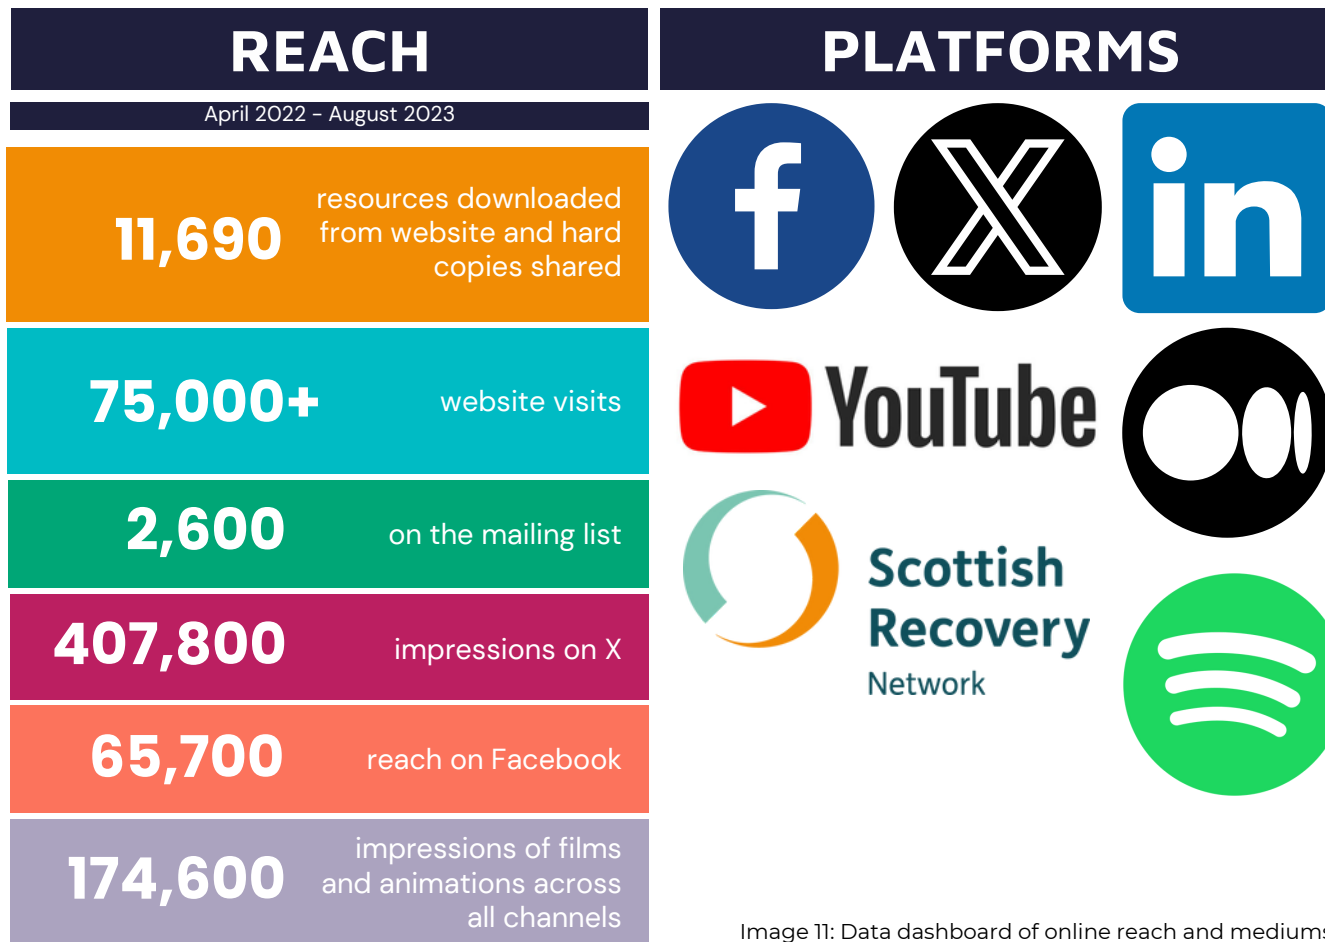 REACH
April 2022 - August 2023
11,690
resources downloaded
from website and hard
copies shared
75,000+
website visits
2,600
on the mailing list
407,800
impressions on X
65,700
reach on Facebook
174,600
impressions of films
and animations across
all channels
PLATFORMS
f
X
in
YouTube
Scottish
Recovery
Network
Image 11: Data dashboard of online reach and mediums